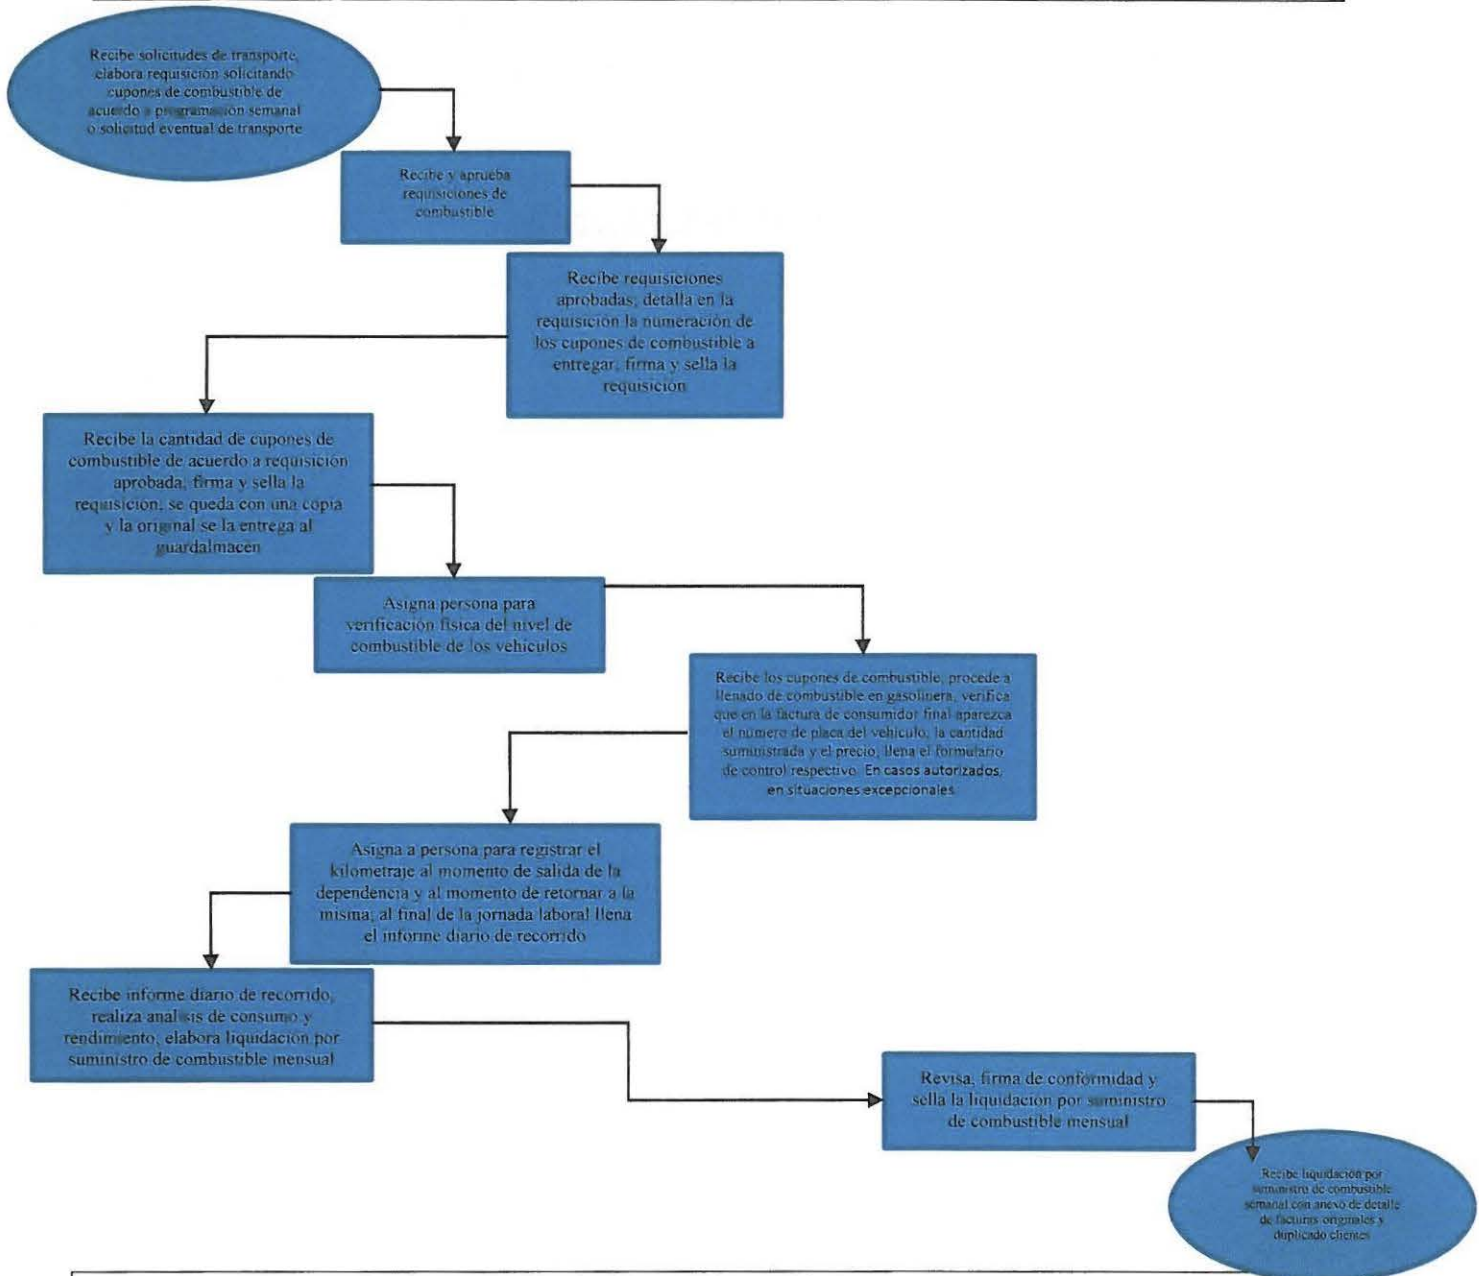 Recibe solicitudes de transporte,
elabora requisición solicitando
cupones de combustible de
acuerdo a programación semanal
o solicitud eventual de transporte
Recibe y aprueba
requisiciones de
combustible
Recibe requisiciones
aprobadas, detalla en la
requisición la numeración de
los cupones de combustible a
entregar, firma y sella la
requisición
Recibe la cantidad de cupones de
combustible de acuerdo a requisición
aprobada, firma y sella la
requisición, se queda con una copia
y la original se la entrega al
guardalmacén
Asigna persona para
verificación física del nivel de
combustible de los vehículos
Recibe los cupones de combustible, procede a
llenado de combustible en gasolinera, verifica
que en la factura de consumidor final aparezca
el número de placa del vehículo, la cantidad
suministrada y el precio, llena el formulario
de control respectivo. En casos autorizados,
en situaciones excepcionales
Asigna a persona para registrar el
kilometraje al momento de salida de la
dependencia y al momento de retornar a la
misma; al final de la jornada laboral llena
el informe diario de recorrido
Recibe informe diario de recorrido,
realiza analisis de consumo y
rendimiento, elabora liquidación por
suministro de combustible mensual
Revisa, firma de conformidad y
sella la liquidación por suministro
de combustible mensual
Recibe liquidación por
suministro de combustible
semanal con anexo de detalle
de facturas originales y
duplicado clientes